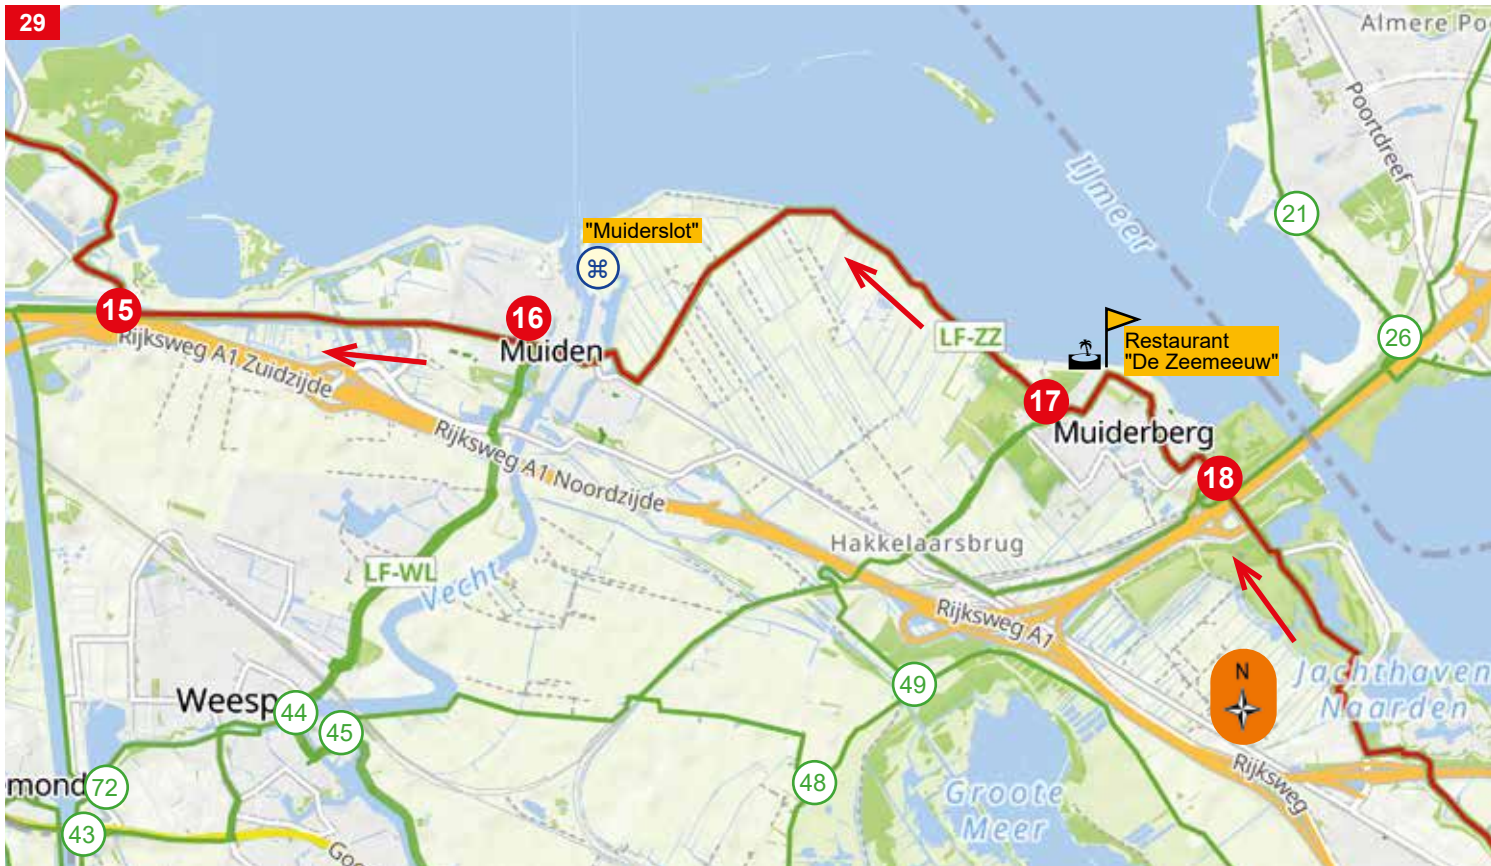 29
Almere Poo
Poortdreef
IJmeer
21
"Muiderslot"
⌘
15
16
Muiden
LF-ZZ
Restaurant
"De Zeemeeuw"
26
17
Muiderberg
18
Rijksweg A1 Zuidzijde
Rijksweg A1 Noordzijde
Hakkelaarsbrug
LF-WL
Vecht
Rijksweg A1
N
Jachthaven
Naarden
49
Weesp
44
45
48
72
mond
43
Goo
Groote
Meer
Rijksweg